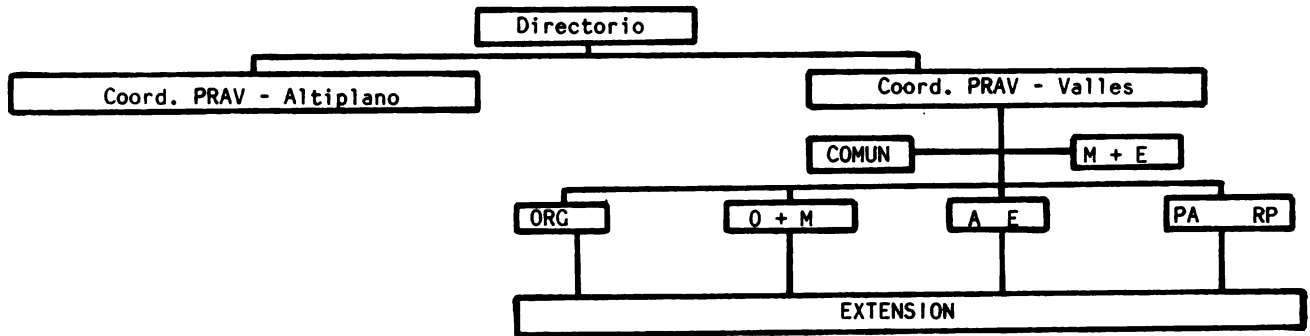 Directorio
Coord. PRAV - Altiplano
Coord. PRAV - Valles
COMUN
M + E
ORG
O + M
A E
PA RP
EXTENSION